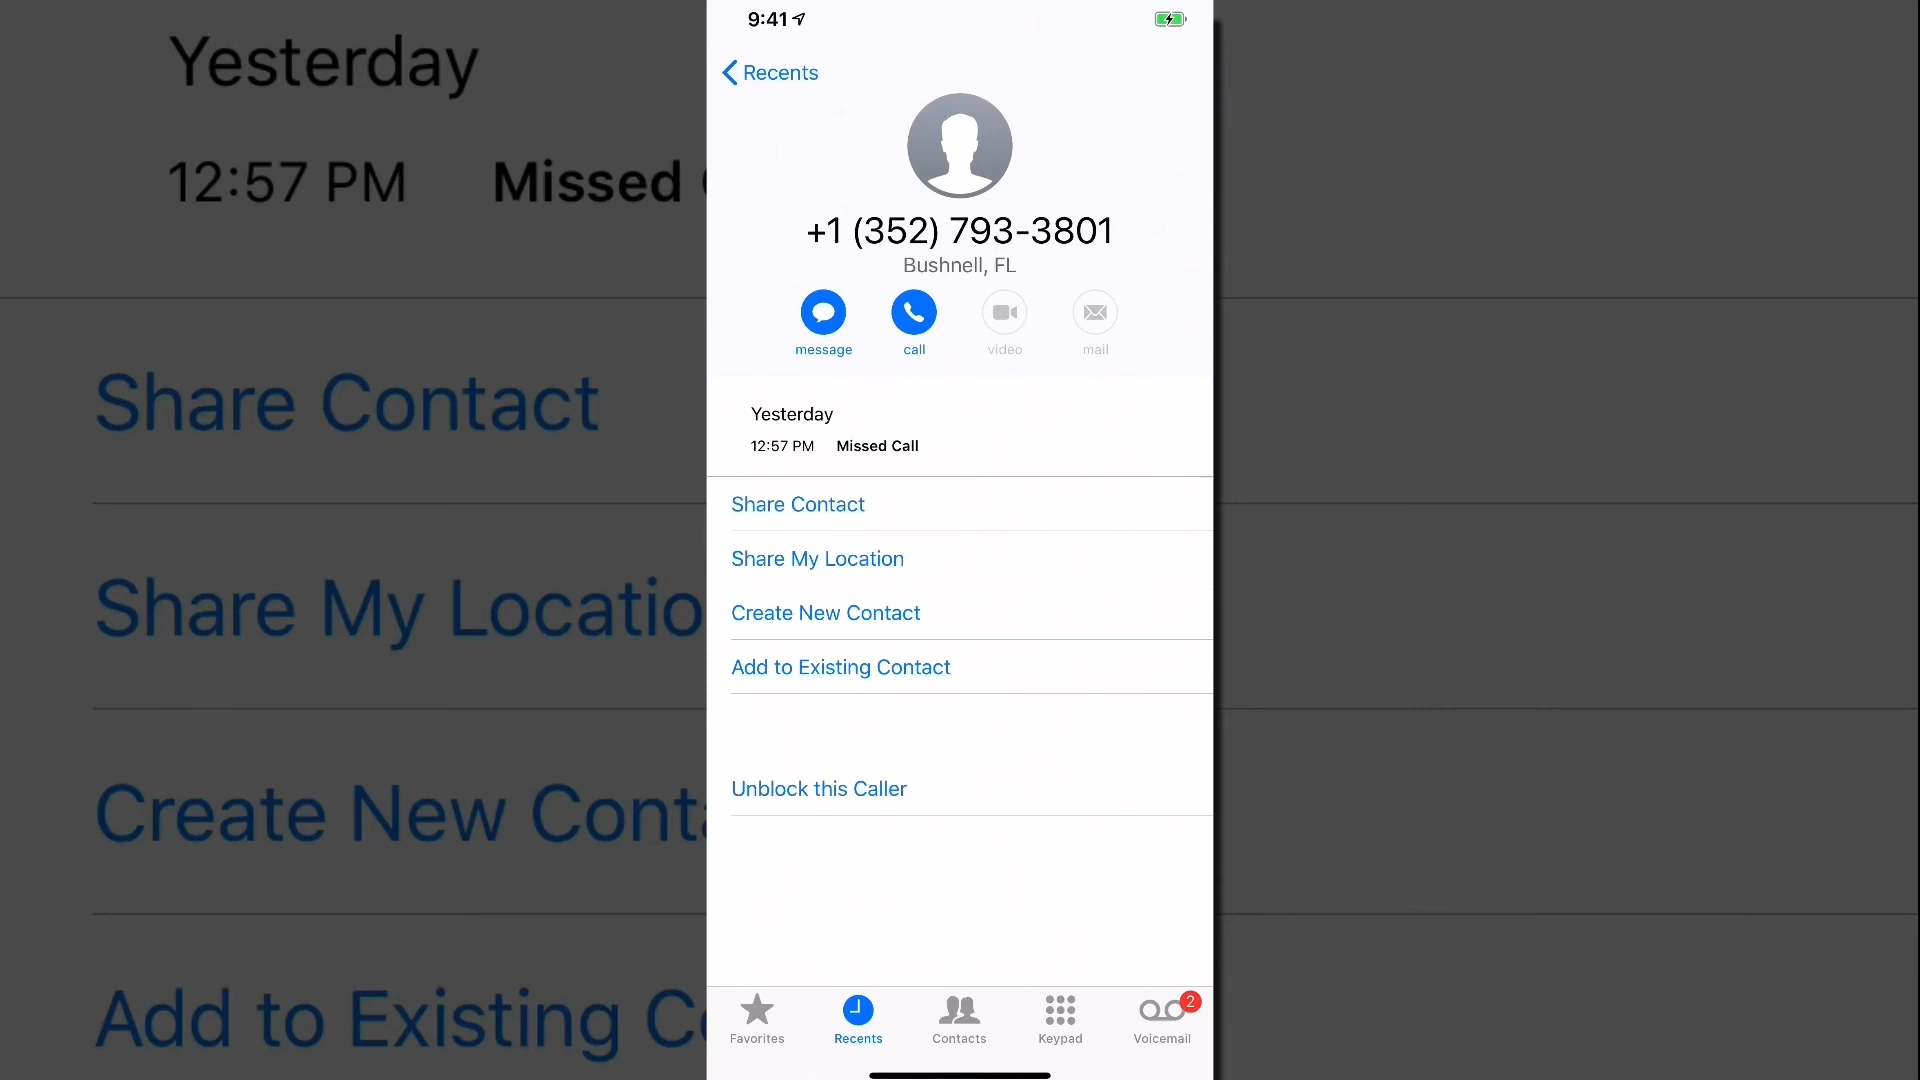 Yesterday
12:57 PM Missed
Share Contact
Share My Locatio
Create New Conta
Add to Existing C
9:41
Recents
+1 (352) 793-3801
Bushnell, FL
message call video mail
Yesterday
12:57 PM Missed Call
Share Contact
Share My Location
Create New Contact
Add to Existing Contact
Unblock this Caller
2
Favorites Recents Contacts Keypad Voicemail